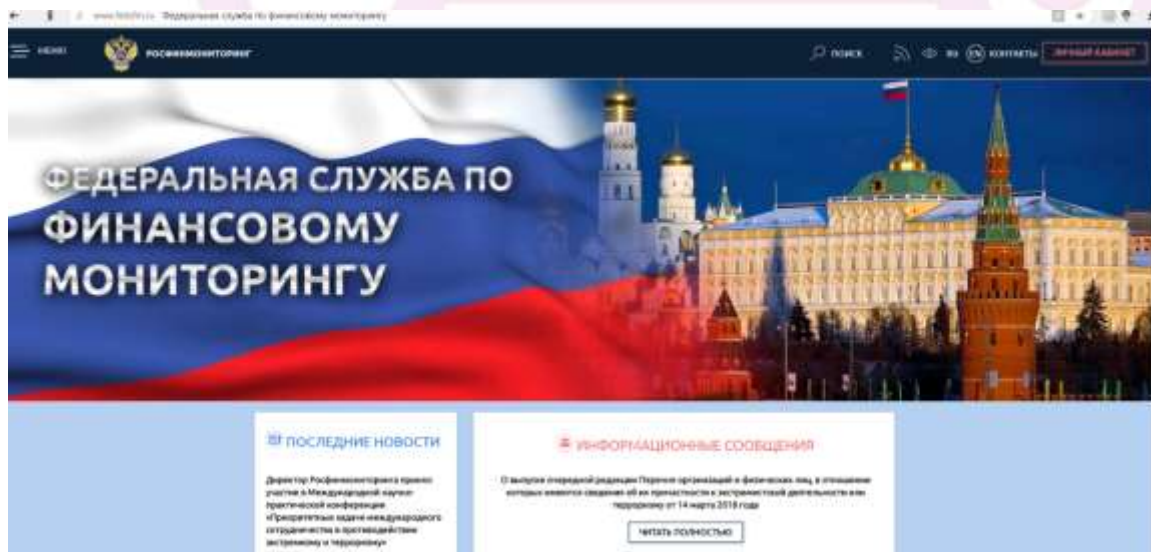 www.fedsfm.ru Федеральная служба по финансовому мониторингу
МЕНЮ
РОСФИНМОНИТОРИНГ
ПОИСК
RU EN КОНТАКТЫ ЛИЧНЫЙ КАБИНЕТ
ФЕДЕРАЛЬНАЯ СЛУЖБА ПО
ФИНАНСОВОМУ
МОНИТОРИНГУ
ПОСЛЕДНИЕ НОВОСТИ
Директор Росфинмониторинга принял
участие в Международной научно-
практической конференции
«Приоритетные задачи международного
сотрудничества в противодействии
экстремизму и терроризму»
ИНФОРМАЦИОННЫЕ СООБЩЕНИЯ
О выпуске очередной редакции Перечня организаций и физических лиц, в отношении
которых имеются сведения об их причастности к экстремистской деятельности или
терроризму от 14 марта 2018 года
ЧИТАТЬ ПОЛНОСТЬЮ